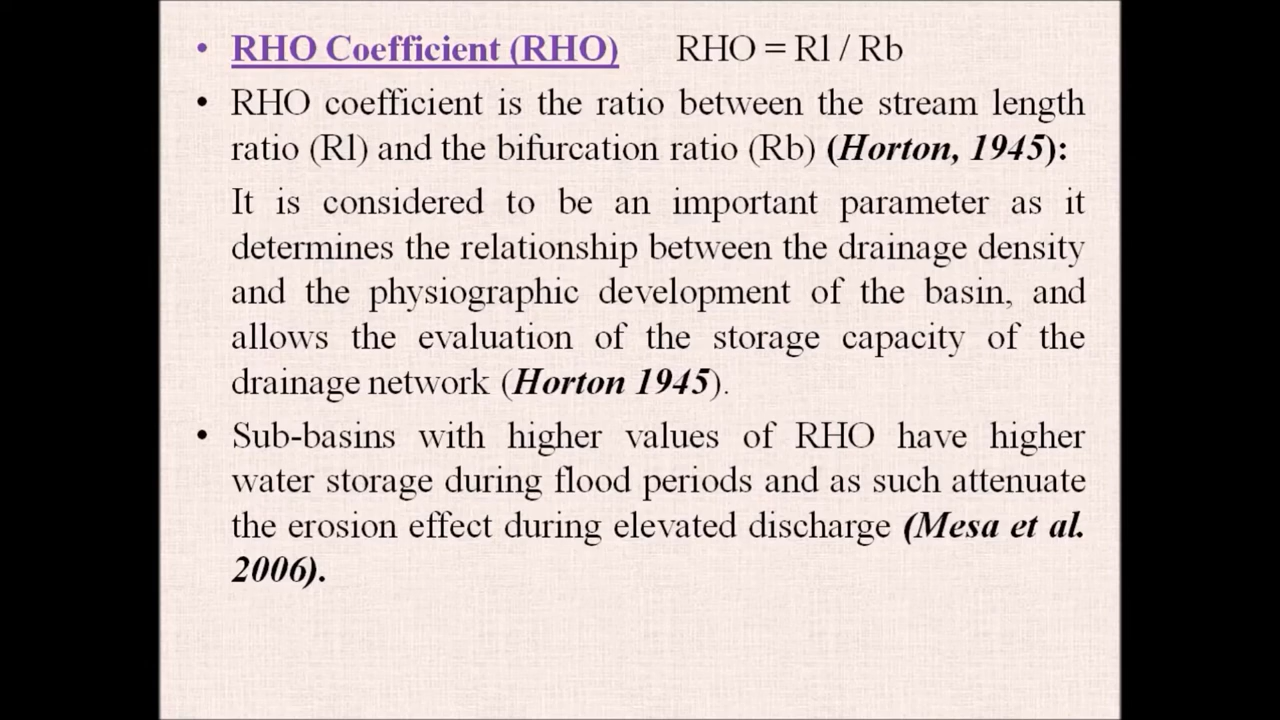 • RHO Coefficient (RHO) RHO = Rl / Rb
• RHO coefficient is the ratio between the stream length
ratio (Rl) and the bifurcation ratio (Rb) (Horton, 1945):
It is considered to be an important parameter as it
determines the relationship between the drainage density
and the physiographic development of the basin, and
allows the evaluation of the storage capacity of the
drainage network (Horton 1945).
• Sub-basins with higher values of RHO have higher
water storage during flood periods and as such attenuate
the erosion effect during elevated discharge (Mesa et al.
2006).